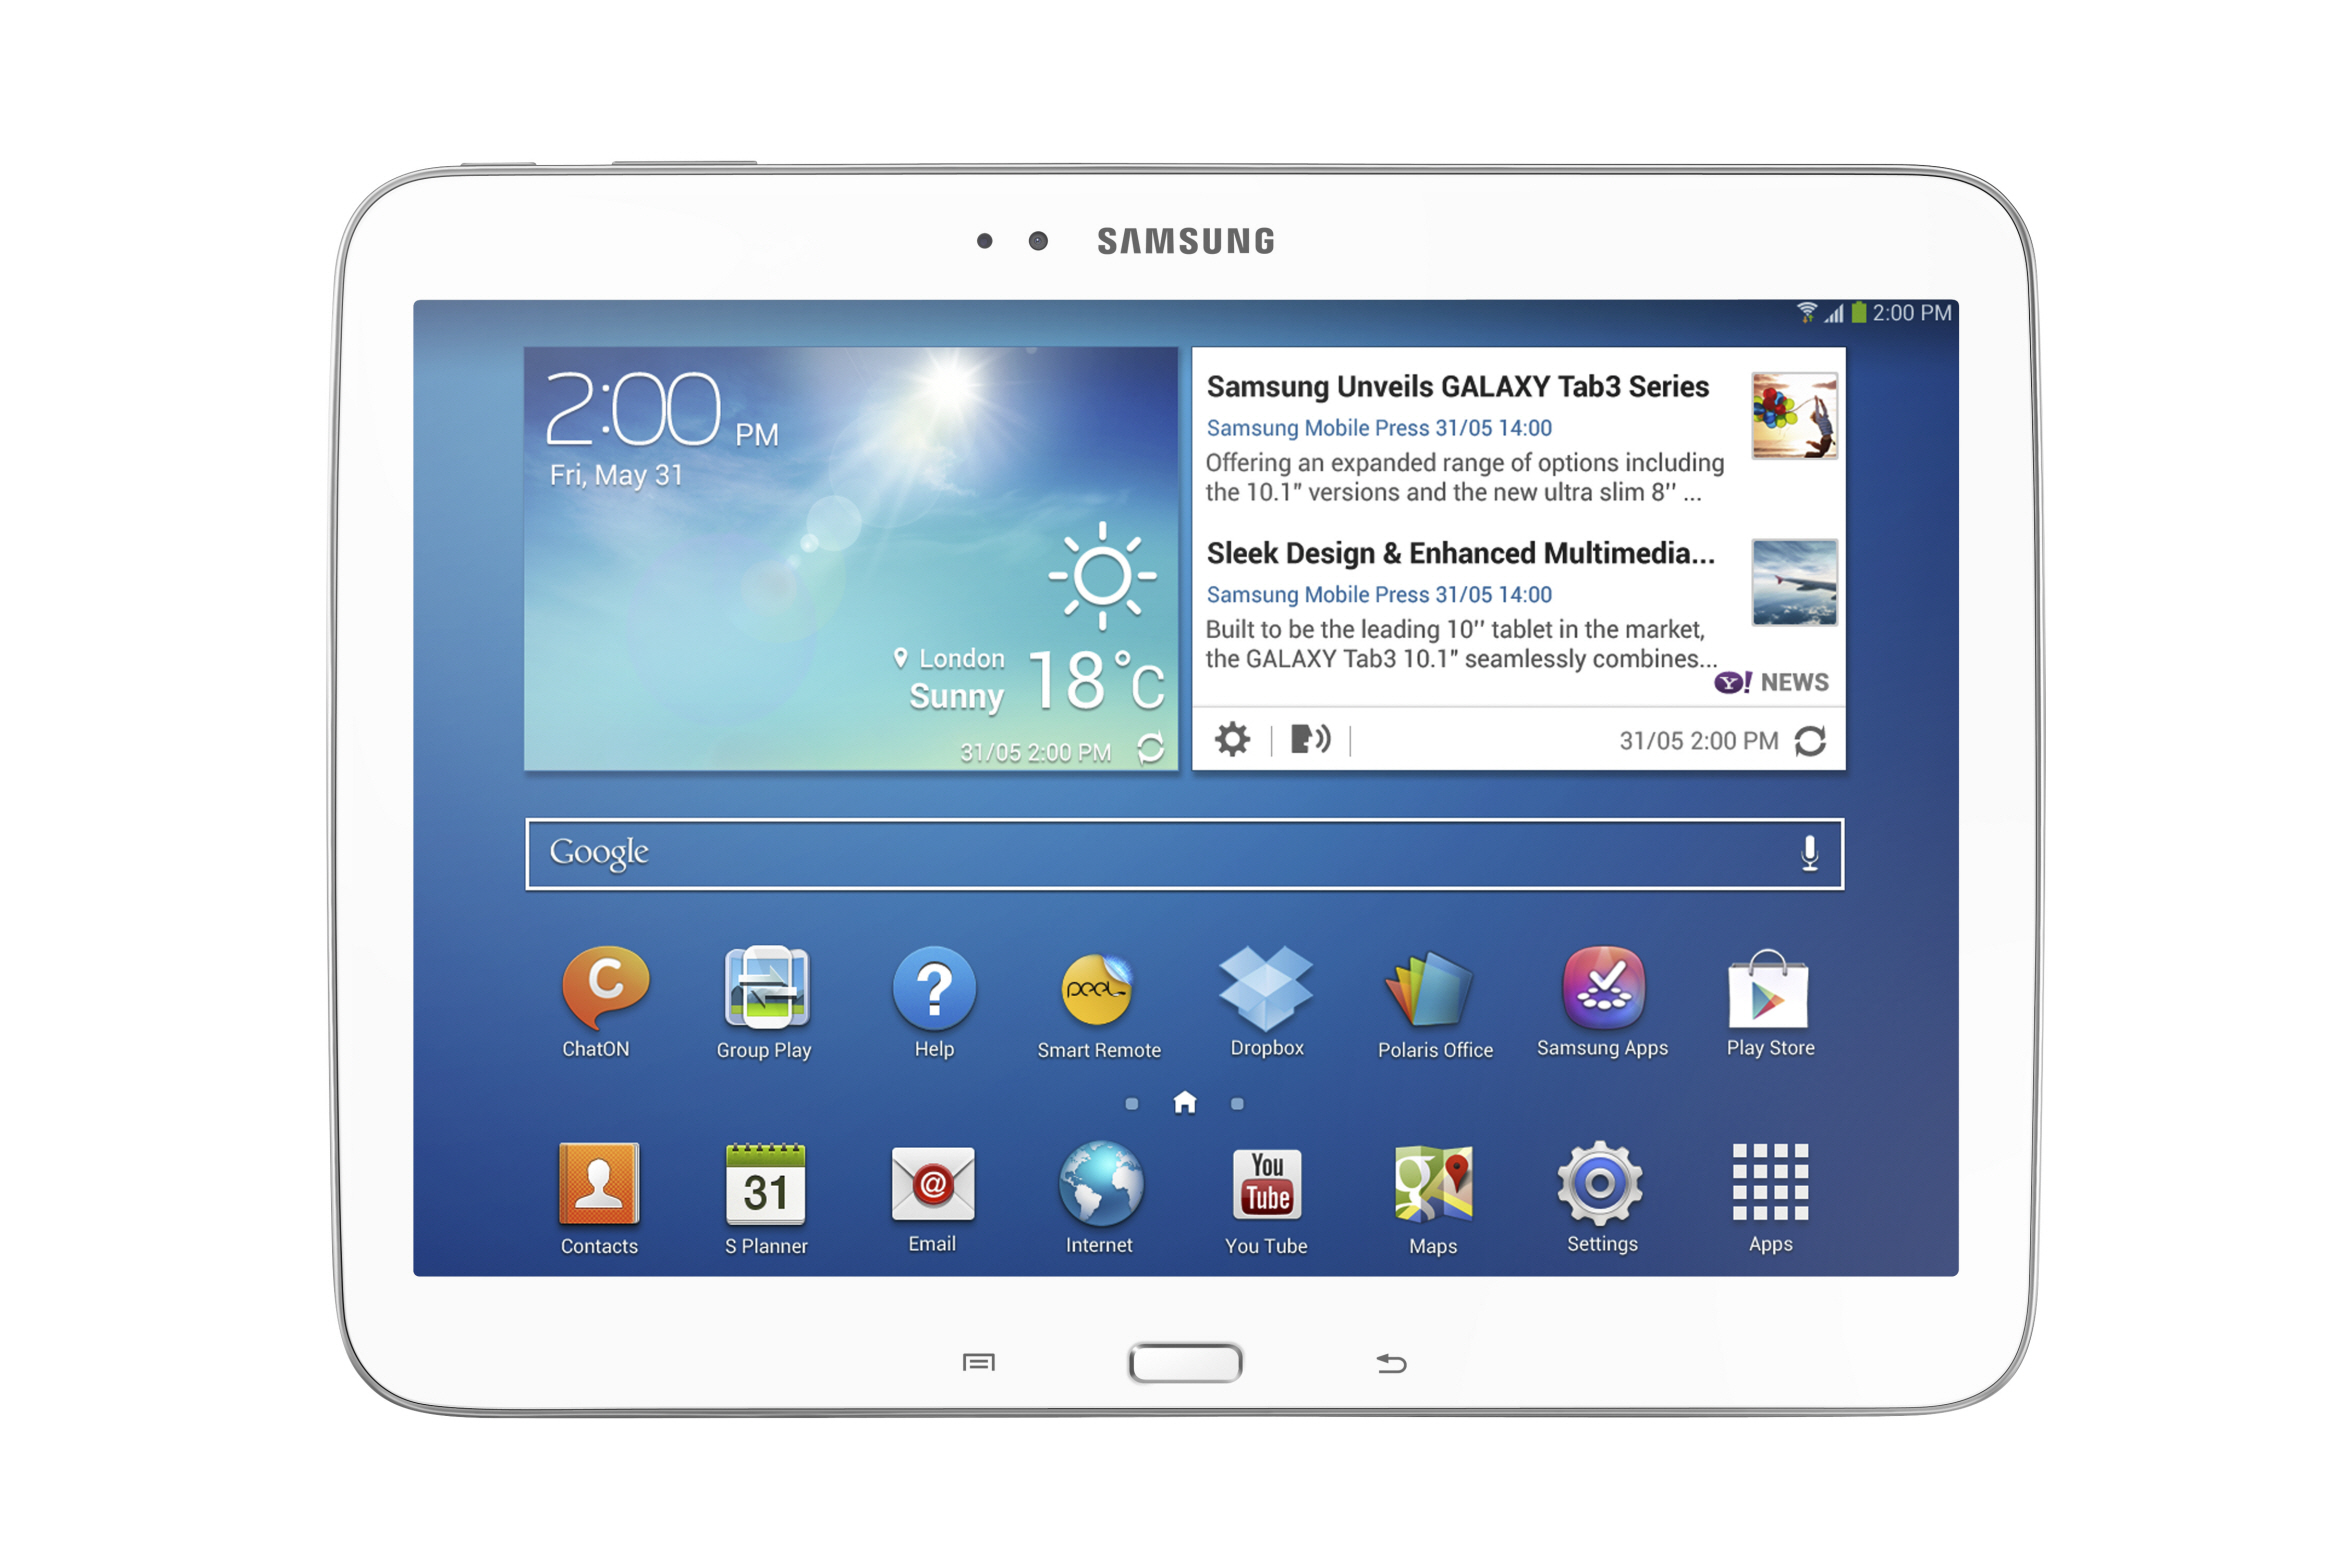 SAMSUNG
2:00 PM
2:00 PM
Fri, May 31
London
Sunny
18°C
31/05 2:00 PM
Samsung Unveils GALAXY Tab3 Series
Samsung Mobile Press 31/05 14:00
Offering an expanded range of options including
the 10.1" versions and the new ultra slim 8'' ...
Sleek Design & Enhanced Multimedia...
Samsung Mobile Press 31/05 14:00
Built to be the leading 10'' tablet in the market,
the GALAXY Tab3 10.1" seamlessly combines...
Y! NEWS
31/05 2:00 PM
Google
C
?
peel
ChatON
Group Play
Help
Smart Remote
Dropbox
Polaris Office
Samsung Apps
Play Store
31
@
You
Tube
g
Contacts
S Planner
Email
Internet
You Tube
Maps
Settings
Apps